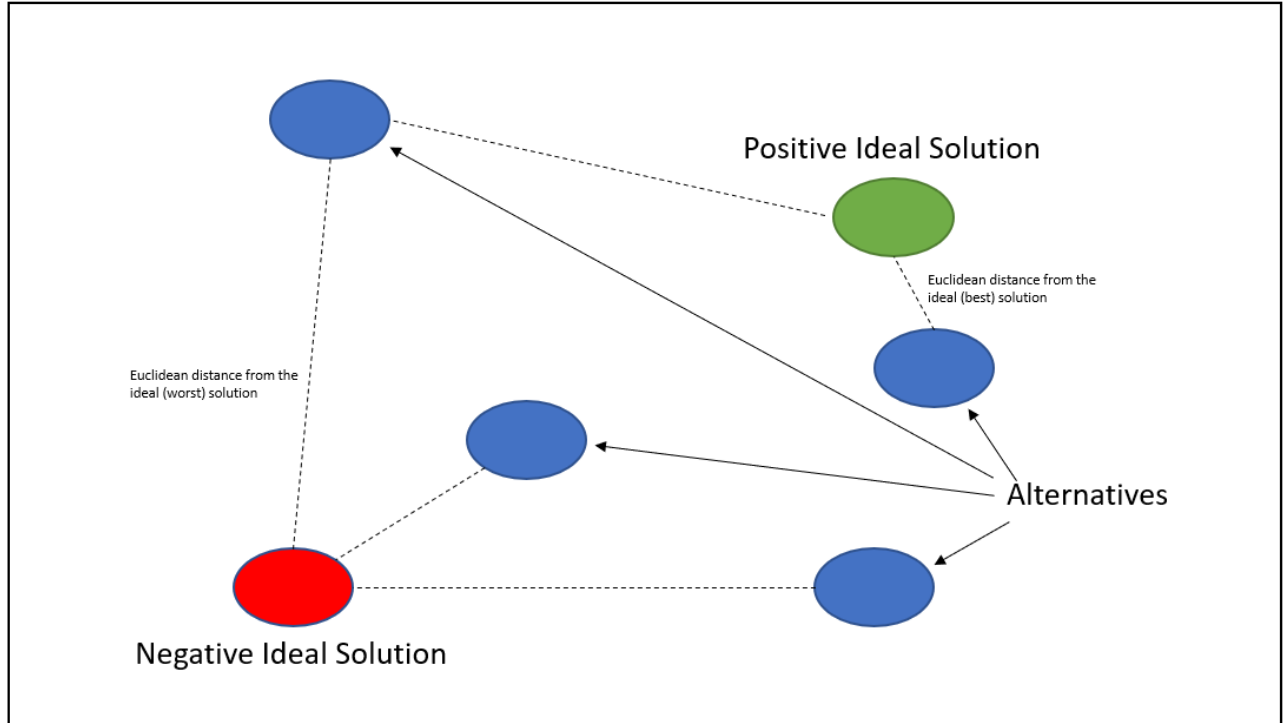 Positive Ideal Solution
Euclidean distance from the
ideal (best) solution
Euclidean distance from the
ideal (worst) solution
Alternatives
Negative Ideal Solution